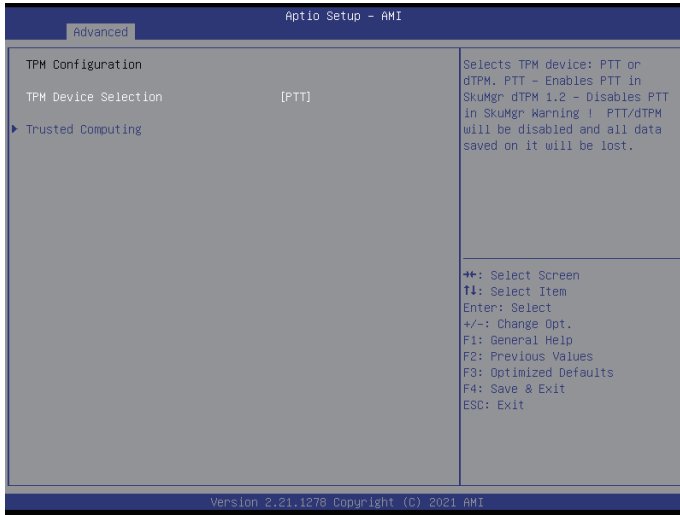 Aptio Setup – AMI
Advanced
TPM Configuration
TPM Device Selection [PTT]
Trusted Computing
Selects TPM device: PTT or
dTPM. PTT – Enables PTT in
SkuMgr dTPM 1.2 – Disables PTT
in SkuMgr Warning ! PTT/dTPM
will be disabled and all data
saved on it will be lost.
→←: Select Screen
↑↓: Select Item
Enter: Select
+/-: Change Opt.
F1: General Help
F2: Previous Values
F3: Optimized Defaults
F4: Save & Exit
ESC: Exit
Version 2.21.1278 Copyright (C) 2021 AMI